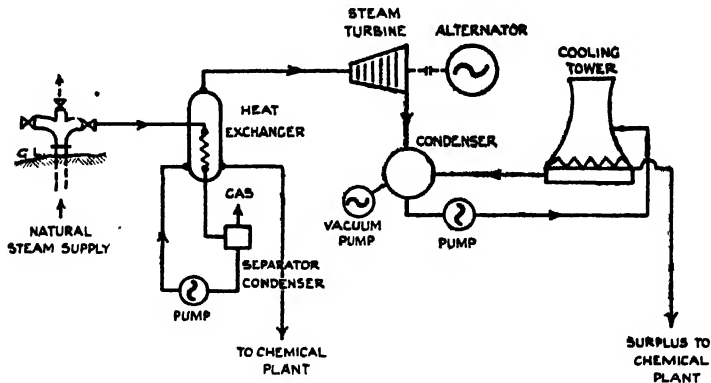 STEAM
TURBINE
ALTERNATOR
COOLING
TOWER
HEAT
EXCHANGER
CONDENSER
G.L.
NATURAL
STEAM SUPPLY
GAS
SEPARATOR
CONDENSER
PUMP
VACUUM
PUMP
PUMP
TO CHEMICAL
PLANT
SURPLUS TO
CHEMICAL
PLANT